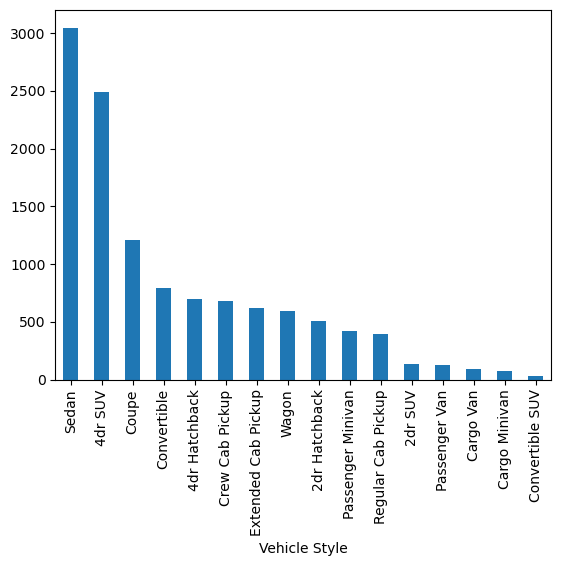 3000
2500
2000
1500
1000
500
0
Sedan
4dr SUV
Coupe
Convertible
4dr Hatchback
Crew Cab Pickup
Extended Cab Pickup
Wagon
2dr Hatchback
Passenger Minivan
Regular Cab Pickup
2dr SUV
Passenger Van
Cargo Van
Cargo Minivan
Convertible SUV
Vehicle Style